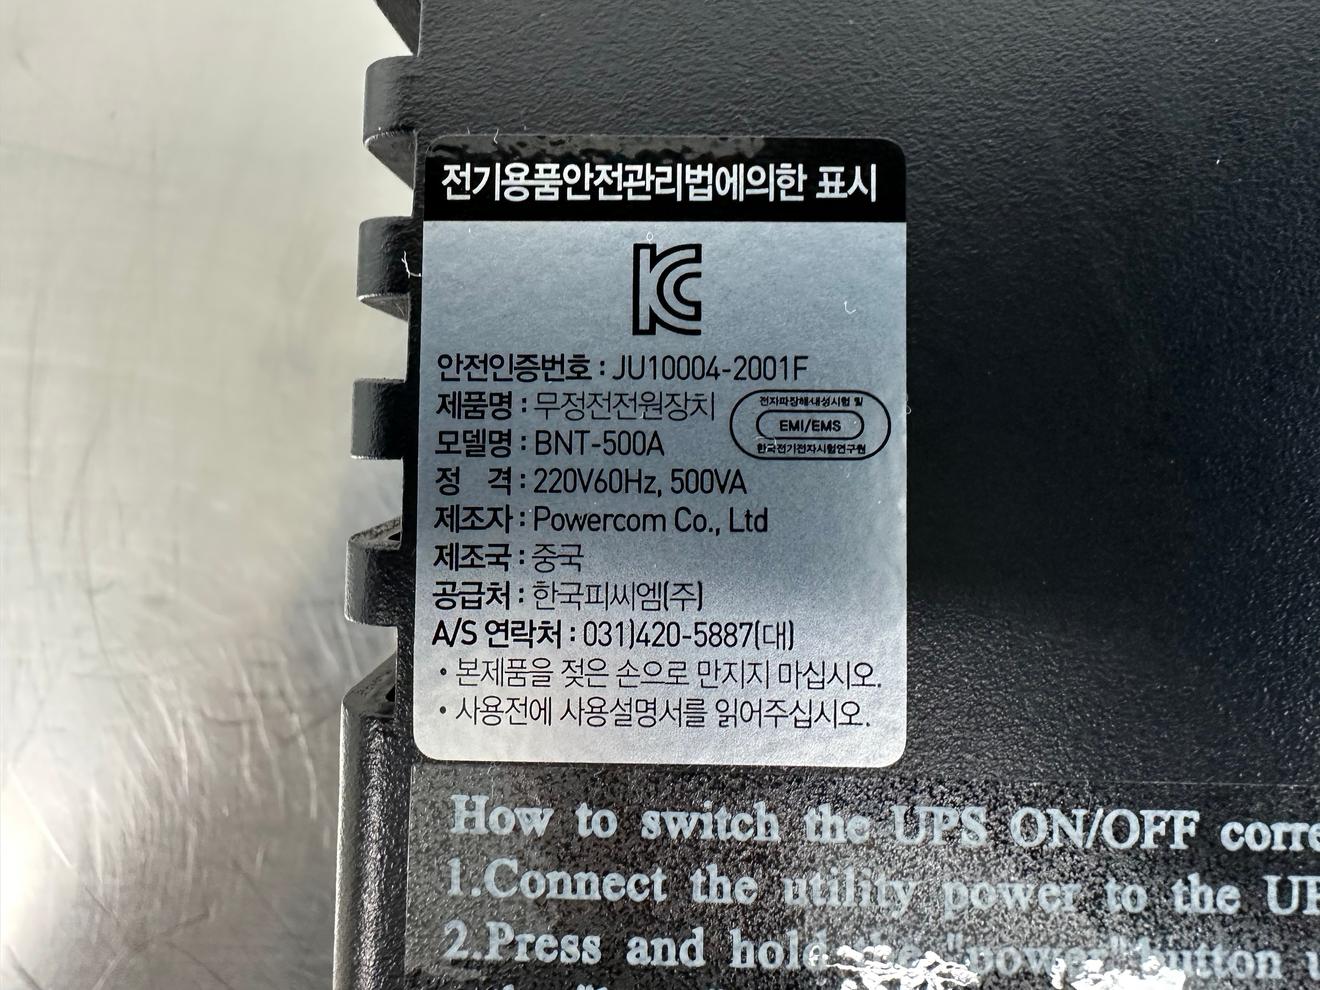 전기용품안전관리법에의한 표시
KC
안전인증번호 : JU10004-2001F
제품명 : 무정전전원장치
전자파장해·내성시험 및
EMI/EMS
한국전기전자시험연구원
모델명 : BNT-500A
정 격 : 220V60Hz, 500VA
제조자 : Powercom Co., Ltd
제조국 : 중국
공급처 : 한국피씨엠(주)
A/S 연락처 : 031)420-5887(대)
• 본제품을 젖은 손으로 만지지 마십시오.
• 사용전에 사용설명서를 읽어주십시오.
How to switch the UPS ON/OFF corre
1.Connect the utility power to the UP
2.Press and hold the "power" button u